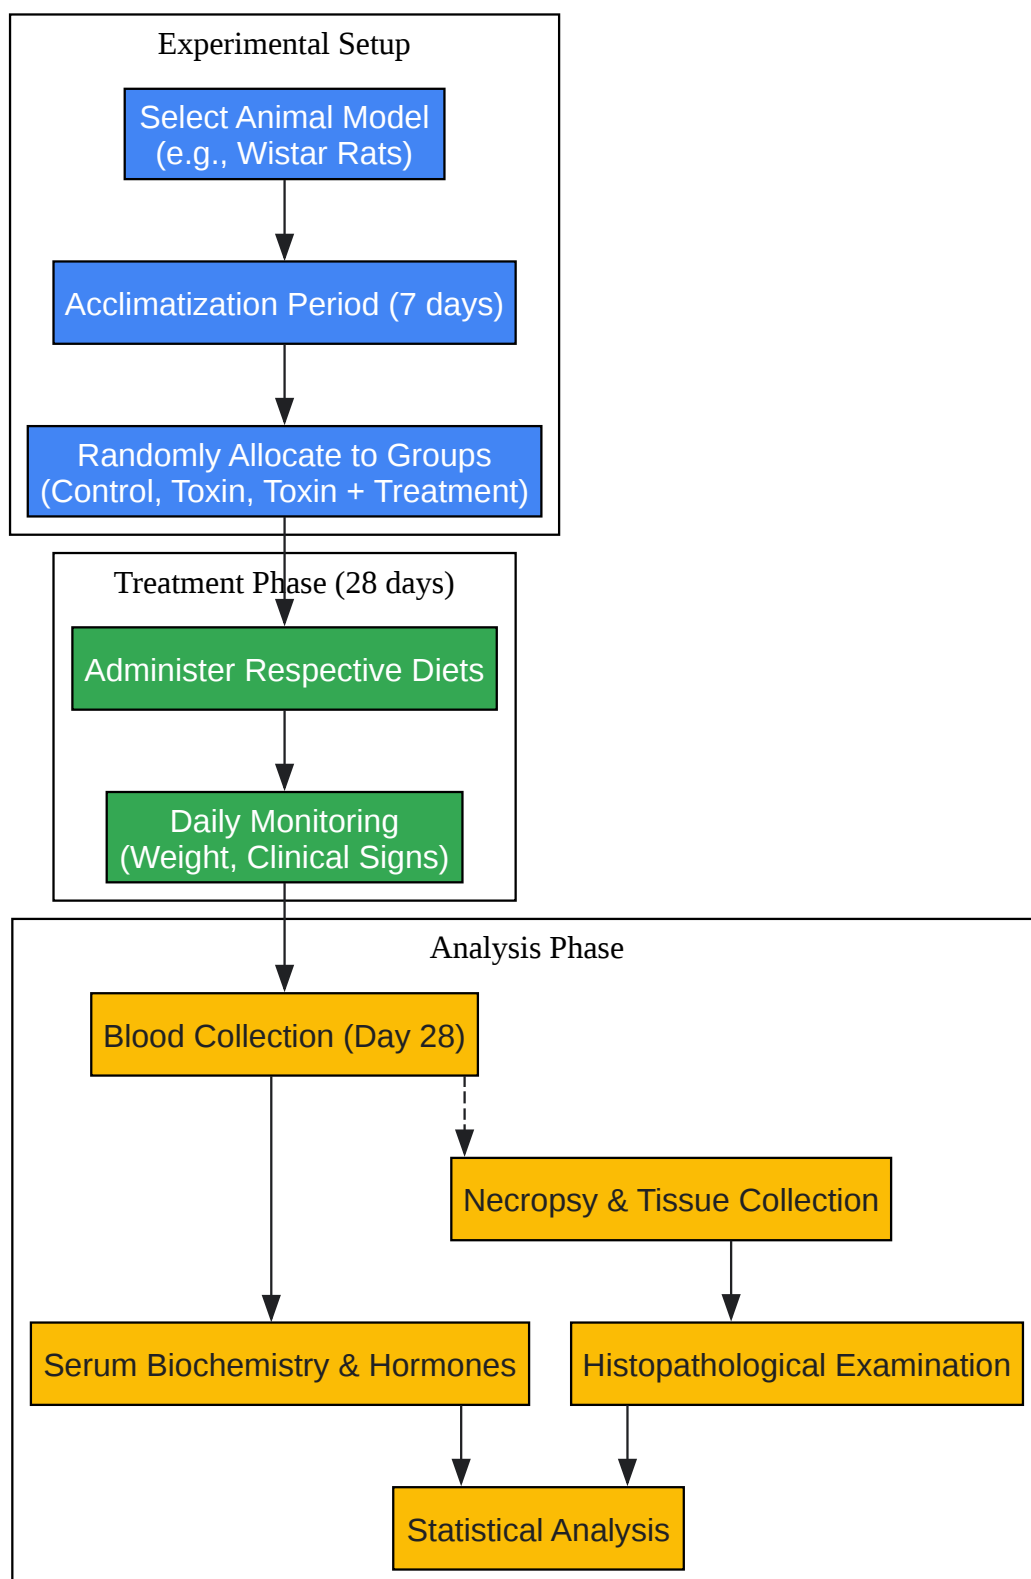 Experimental Setup
Select Animal Model
(e.g., Wistar Rats)
Acclimatization Period (7 days)
Randomly Allocate to Groups
(Control, Toxin, Toxin + Treatment)
Treatment Phase (28 days)
Administer Respective Diets
Daily Monitoring
(Weight, Clinical Signs)
Analysis Phase
Blood Collection (Day 28)
Necropsy & Tissue Collection
Serum Biochemistry & Hormones
Histopathological Examination
Statistical Analysis